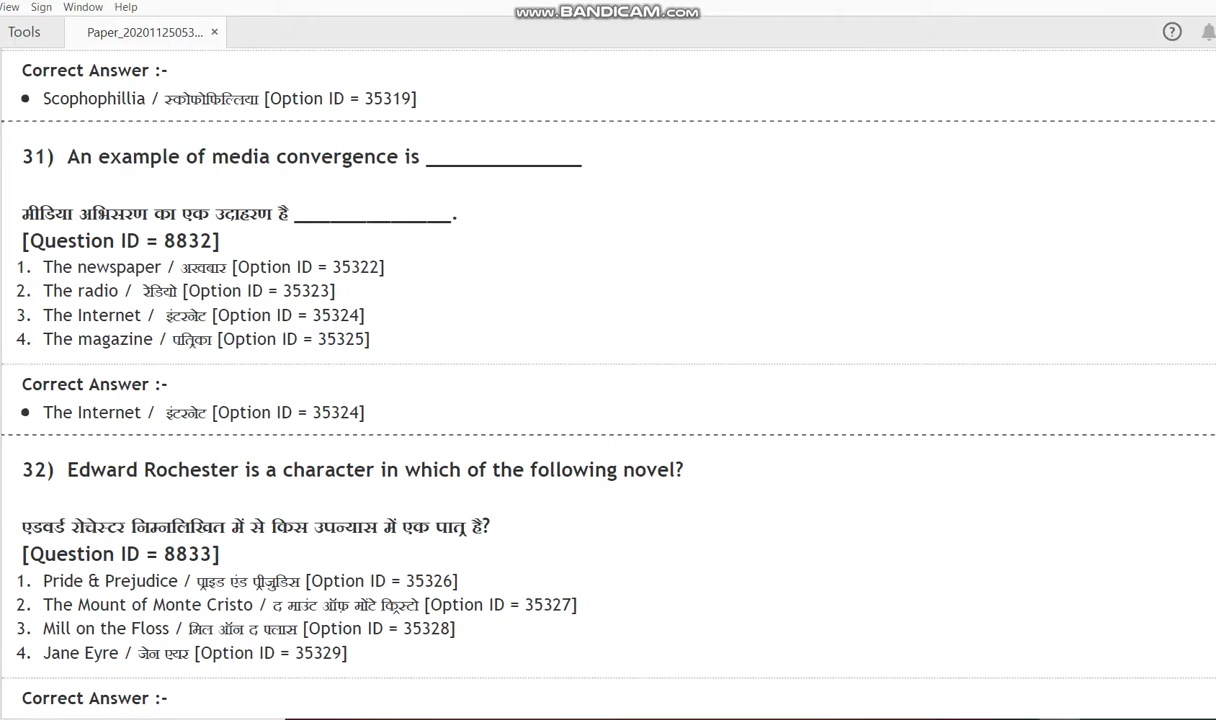 View Sign Window Help
www.BANDICAM.com
Tools Paper_20201125053... ×
Correct Answer :-
• Scophophillia / स्कोफोफिल्लिया [Option ID = 35319]
31) An example of media convergence is ______________
मीडिया अभिसरण का एक उदाहरण है ______________.
[Question ID = 8832]
1. The newspaper / अखबार [Option ID = 35322]
2. The radio / रेडियो [Option ID = 35323]
3. The Internet / इंटरनेट [Option ID = 35324]
4. The magazine / पत्रिका [Option ID = 35325]
Correct Answer :-
• The Internet / इंटरनेट [Option ID = 35324]
32) Edward Rochester is a character in which of the following novel?
एडवर्ड रोचेस्टर निम्नलिखित में से किस उपन्यास में एक पात्र है?
[Question ID = 8833]
1. Pride & Prejudice / प्राइड एंड प्रीजुडिस [Option ID = 35326]
2. The Mount of Monte Cristo / द माउंट ऑफ़ मोंटे क्रिस्टो [Option ID = 35327]
3. Mill on the Floss / मिल ऑन द फ्लास [Option ID = 35328]
4. Jane Eyre / जेन एयर [Option ID = 35329]
Correct Answer :-